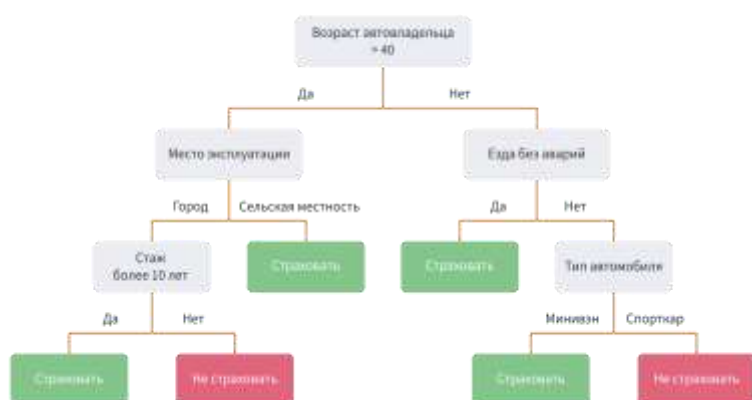 Возраст автовладельца
> 40
Да
Нет
Место эксплуатации
Езда без аварий
Город
Сельская местность
Да
Нет
Стаж
более 10 лет
Страховать
Страховать
Тип автомобиля
Да
Нет
Минивэн
Спорткар
Страховать
Не страховать
Страховать
Не страховать